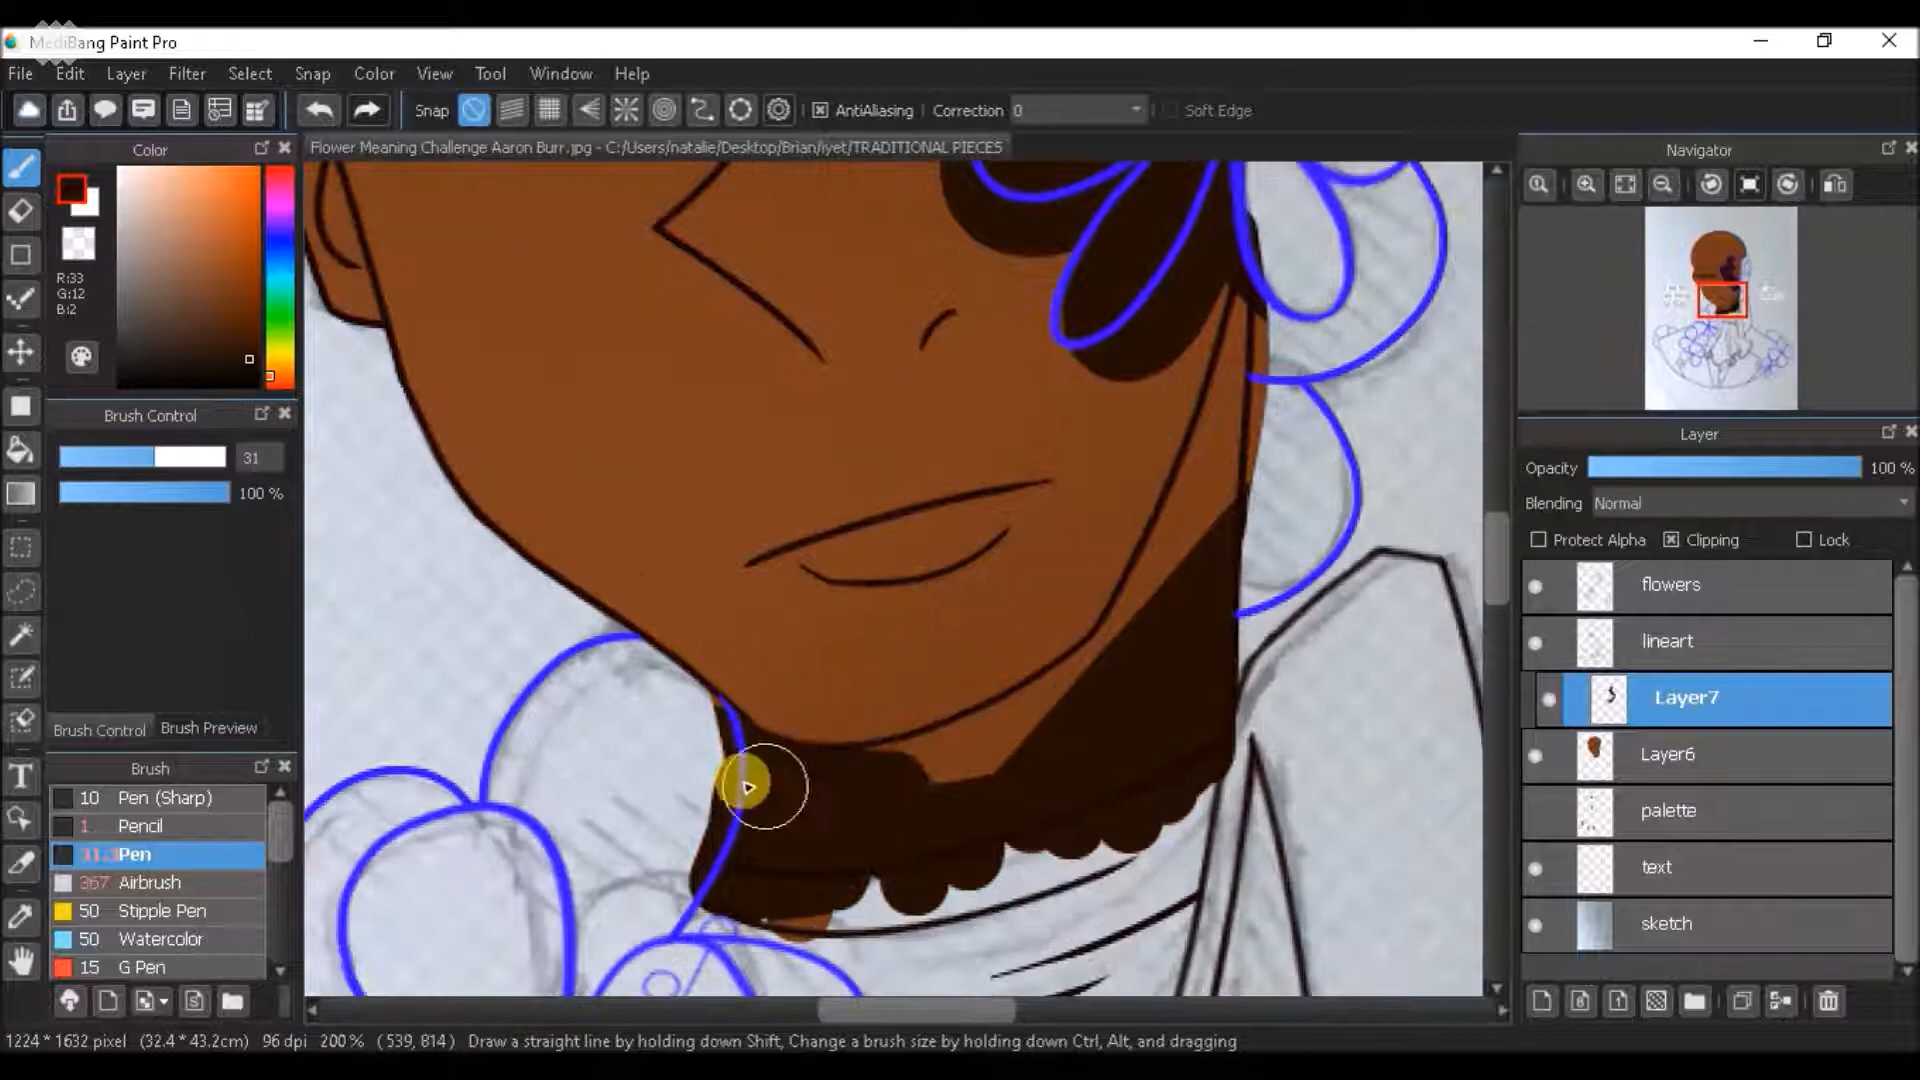 MediBang Paint Pro
File Edit Layer Filter Select Snap Color View Tool Window Help
Snap AntiAliasing Correction 0 Soft Edge
Color
Flower Meaning Challenge Aaron Burr.jpg - C:/Users/natalie/Desktop/Brian/iyet/TRADITIONAL PIECES
Navigator
R:33
G:12
B:2
Brush Control
31
100 %
Layer
Opacity 100 %
Blending Normal
Protect Alpha Clipping Lock
flowers
lineart
Layer7
Layer6
palette
text
sketch
Brush Control Brush Preview
Brush
10 Pen (Sharp)
1 Pencil
Pen
367 Airbrush
50 Stipple Pen
50 Watercolor
15 G Pen
1224 * 1632 pixel (32.4 * 43.2cm) 96 dpi 200 % ( 539, 814 ) Draw a straight line by holding down Shift, Change a brush size by holding down Ctrl, Alt, and dragging